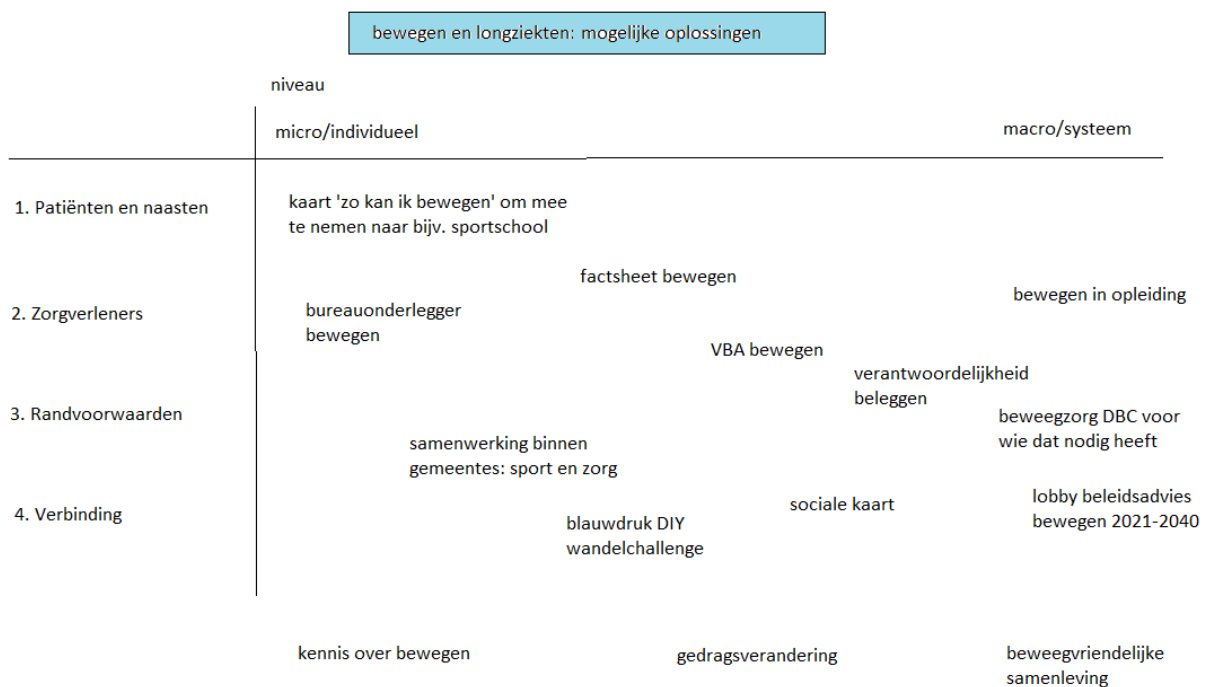 bewegen en longziekten: mogelijke oplossingen
niveau
micro/individueel
macro/systeem
1. Patiënten en naasten
kaart 'zo kan ik bewegen' om mee
te nemen naar bijv. sportschool
factsheet bewegen
bewegen in opleiding
2. Zorgverleners
bureauonderlegger
bewegen
VBA bewegen
verantwoordelijkheid
beleggen
3. Randvoorwaarden
beweegzorg DBC voor
wie dat nodig heeft
samenwerking binnen
gemeentes: sport en zorg
4. Verbinding
sociale kaart
lobby beleidsadvies
bewegen 2021-2040
blauwdruk DIY
wandelchallenge
kennis over bewegen
gedragsverandering
beweegvriendelijke
samenleving